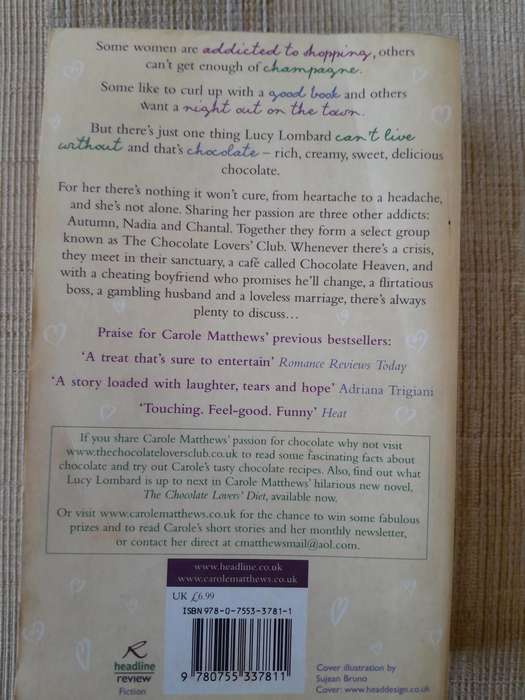 Some women are addicted to shopping, others
can't get enough of champagne.
Some like to curl up with a good book and others
want a night out on the town.
But there's just one thing Lucy Lombard can't live
without and that's chocolate – rich, creamy, sweet, delicious
chocolate.
For her there's nothing it won't cure, from heartache to a headache,
and she's not alone. Sharing her passion are three other addicts:
Autumn, Nadia and Chantal. Together they form a select group
known as The Chocolate Lovers' Club. Whenever there's a crisis,
they meet in their sanctuary, a café called Chocolate Heaven, and
with a cheating boyfriend who promises he'll change, a flirtatious
boss, a gambling husband and a loveless marriage, there's always
plenty to discuss...
Praise for Carole Matthews' previous bestsellers:
'A treat that's sure to entertain' Romance Reviews Today
'A story loaded with laughter, tears and hope' Adriana Trigiani
'Touching. Feel-good. Funny' Heat
If you share Carole Matthews' passion for chocolate why not visit
www.thechocolateloversclub.co.uk to read some fascinating facts about
chocolate and try out Carole's tasty chocolate recipes. Also, find out what
Lucy Lombard is up to next in Carole Matthews' hilarious new novel,
The Chocolate Lovers' Diet, available now.
Or visit www.carolematthews.co.uk for the chance to win some fabulous
prizes and to read Carole's short stories and her monthly newsletter,
or contact her direct at cmatthewsmail@aol.com.
www.headline.co.uk
www.carolematthews.co.uk
UK £6.99
ISBN 978-0-7553-3781-1
9 780755 337811
R
headline
review
Fiction
Cover illustration by
Sujean Bruno
Cover: www.headdesign.co.uk